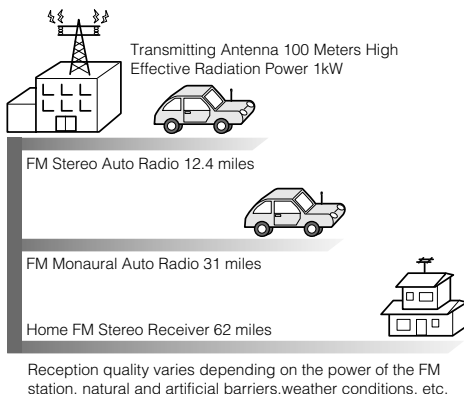 Transmitting Antenna 100 Meters High
Effective Radiation Power 1kW
FM Stereo Auto Radio 12.4 miles
FM Monaural Auto Radio 31 miles
Home FM Stereo Receiver 62 miles
Reception quality varies depending on the power of the FM
station, natural and artificial barriers,weather conditions, etc.